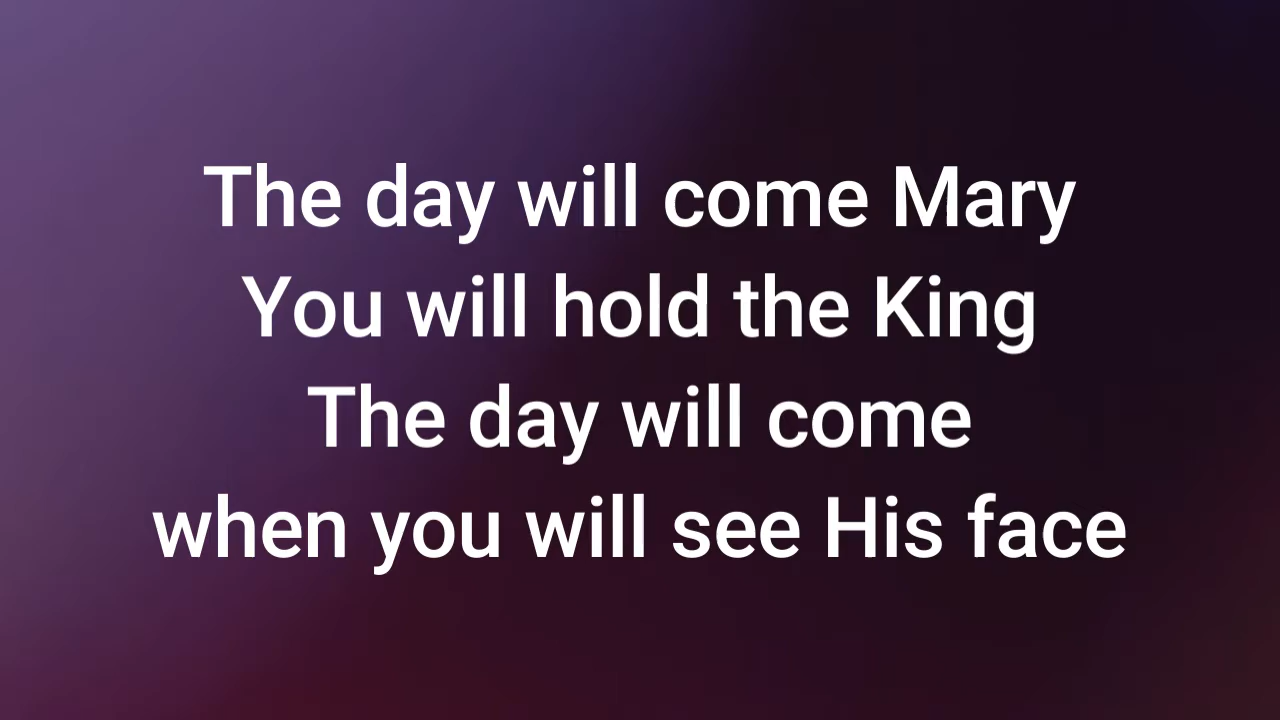 The day will come Mary
You will hold the King
The day will come
when you will see His face